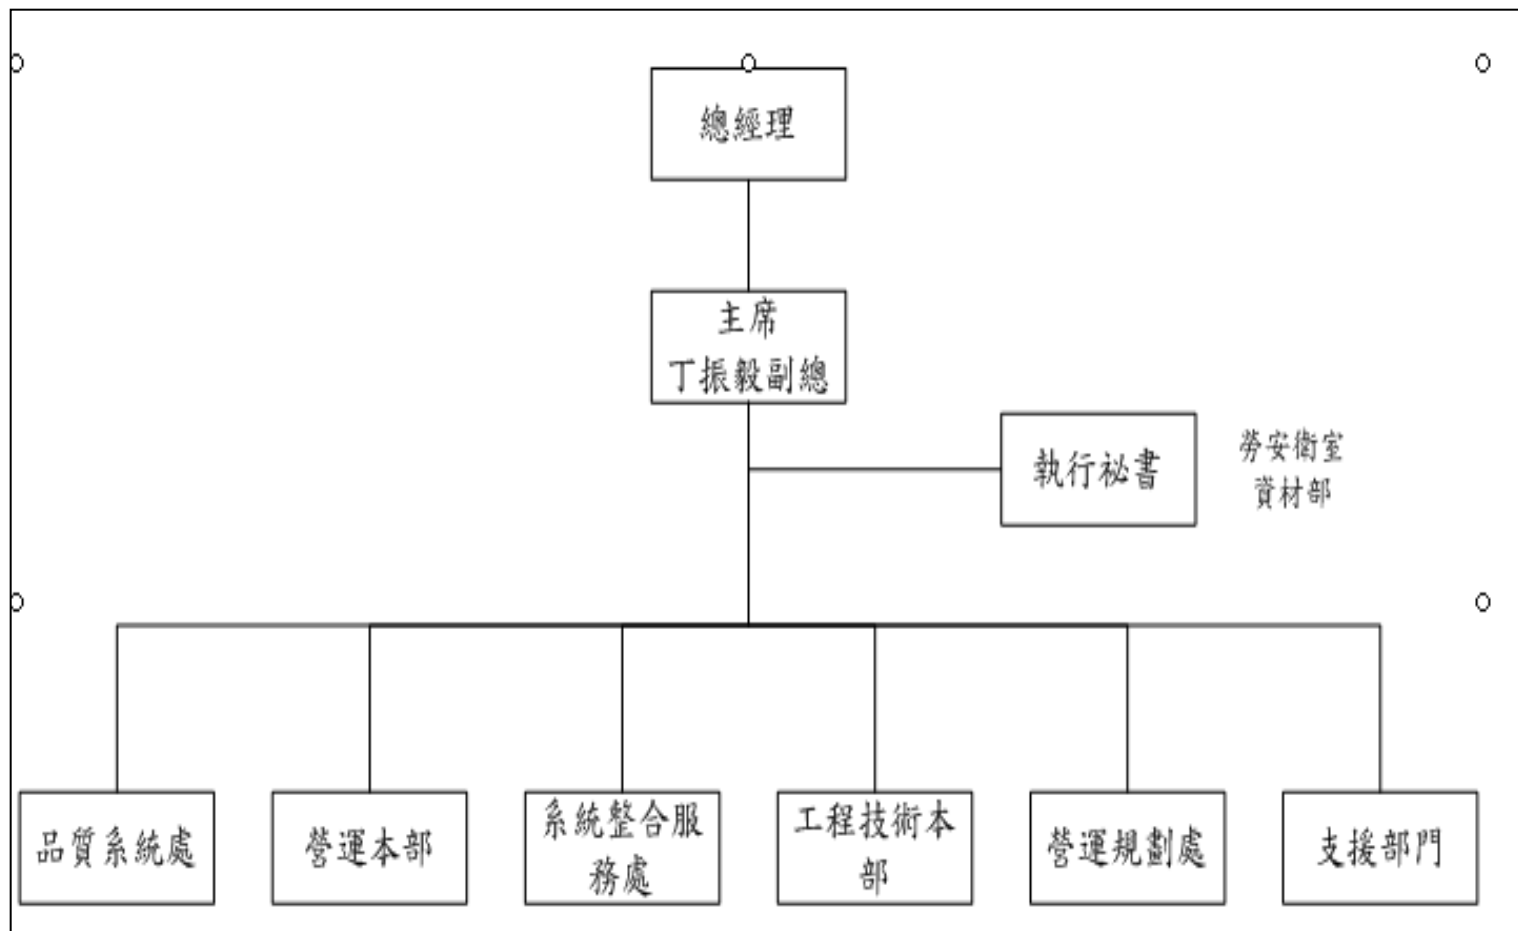 總經理
主席
丁振毅副總
執行祕書
勞安衛室
資材部
品質系統處
營運本部
系統整合服
務處
工程技術本
部
營運規劃處
支援部門